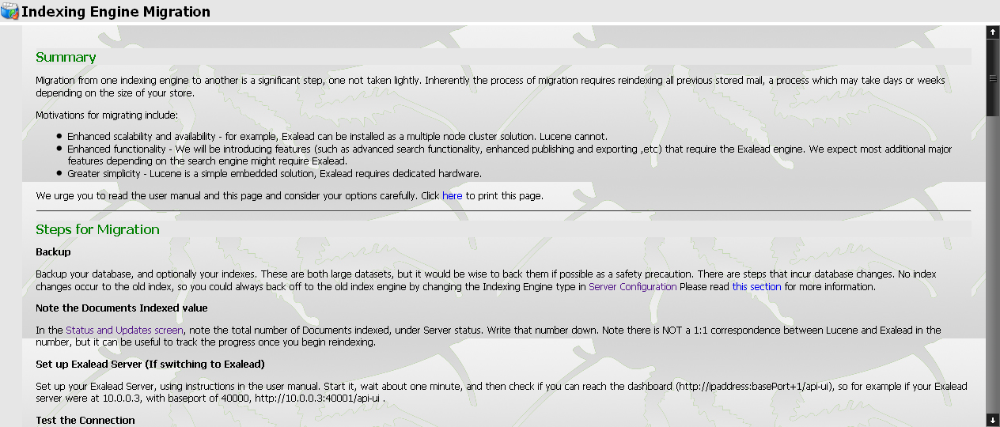 Indexing Engine Migration
Summary
Migration from one indexing engine to another is a significant step, one not taken lightly. Inherently the process of migration requires reindexing all previous stored mail, a process which may take days or weeks
depending on the size of your store.
Motivations for migrating include:
Enhanced scalability and availability - for example, Exalead can be installed as a multiple node cluster solution. Lucene cannot.
Enhanced functionality - We will be introducing features (such as advanced search functionality, enhanced publishing and exporting ,etc) that require the Exalead engine. We expect most additional major
features depending on the search engine might require Exalead.
Greater simplicity - Lucene is a simple embedded solution, Exalead requires dedicated hardware.
We urge you to read the user manual and this page and consider your options carefully. Click here to print this page.
Steps for Migration
Backup
Backup your database, and optionally your indexes. These are both large datasets, but it would be wise to back them if possible as a safety precaution. There are steps that incur database changes. No index
changes occur to the old index, so you could always back off to the old index engine by changing the Indexing Engine type in Server Configuration Please read this section for more information.
Note the Documents Indexed value
In the Status and Updates screen, note the total number of Documents indexed, under Server status. Write that number down. Note there is NOT a 1:1 correspondence between Lucene and Exalead in the
number, but it can be useful to track the progress once you begin reindexing.
Set up Exalead Server (If switching to Exalead)
Set up your Exalead Server, using instructions in the user manual. Start it, wait about one minute, and then check if you can reach the dashboard (http://ipaddress:basePort+1/api-ui), so for example if your Exalead
server were at 10.0.0.3, with baseport of 40000, http://10.0.0.3:40001/api-ui .
Test the Connection